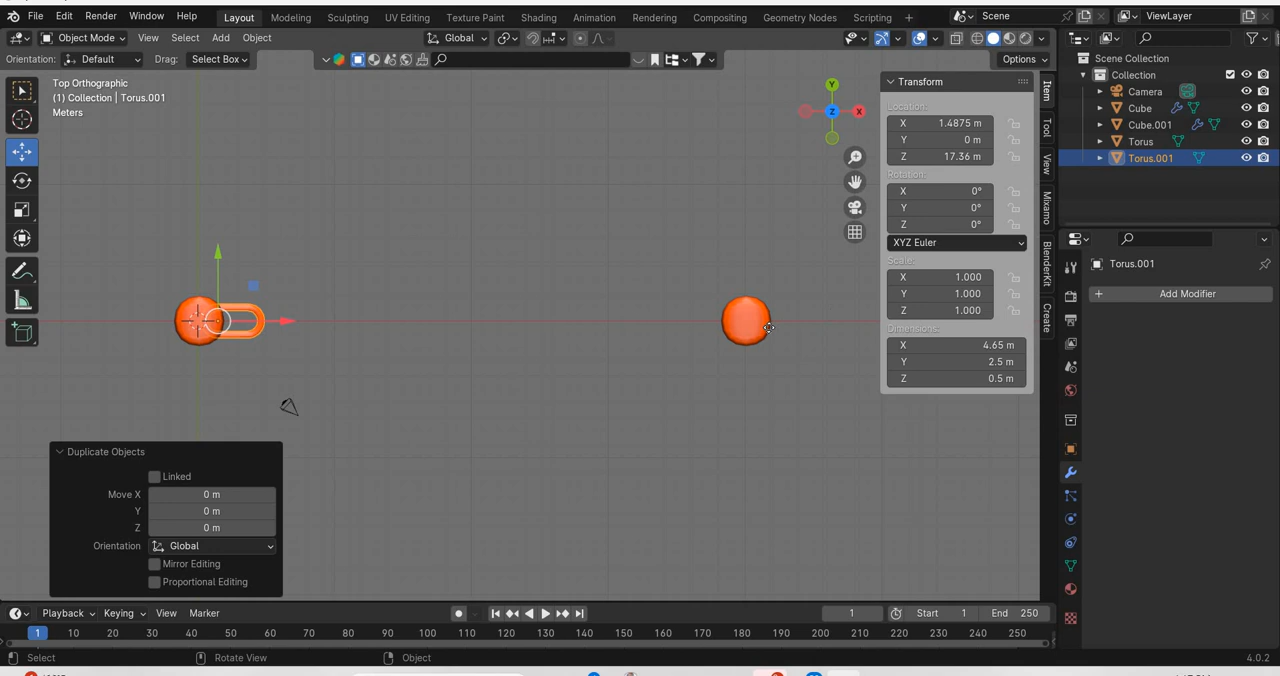 File Edit Render Window Help Layout Modeling Sculpting UV Editing Texture Paint Shading Animation Rendering Compositing Geometry Nodes Scripting + Scene ViewLayer
Object Mode View Select Add Object Global
Orientation: Default Drag: Select Box Options
Top Orthographic
(1) Collection | Torus.001
Meters
Y
X
Z
Transform
Location:
X 1.4875 m
Y 0 m
Z 17.36 m
Rotation:
X 0°
Y 0°
Z 0°
XYZ Euler
Scale:
X 1.000
Y 1.000
Z 1.000
Dimensions:
X 4.65 m
Y 2.5 m
Z 0.5 m
Item
Tool
View
Mixamo
BlenderKit
Create
Scene Collection
Collection
Camera
Cube
Cube.001
Torus
Torus.001
Torus.001
+ Add Modifier
Duplicate Objects
Linked
Move X 0 m
Y 0 m
Z 0 m
Orientation Global
Mirror Editing
Proportional Editing
Playback Keying View Marker 1 Start 1 End 250
1 10 20 30 40 50 60 70 80 90 100 110 120 130 140 150 160 170 180 190 200 210 220 230 240 250
Select Rotate View Object 4.0.2